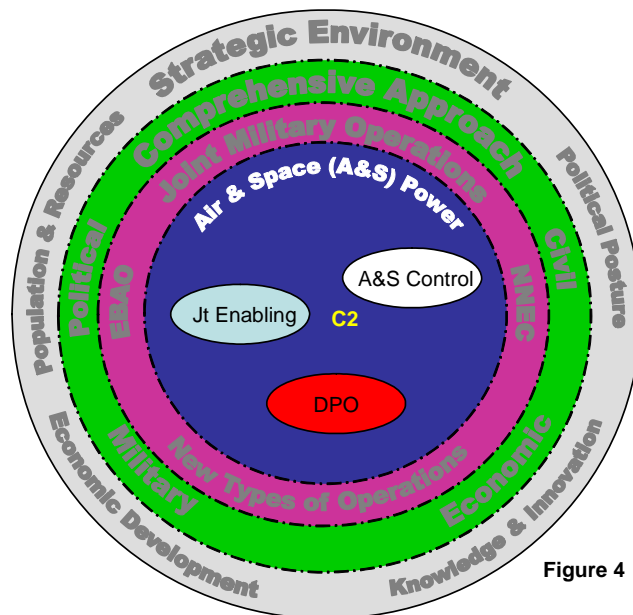 Strategic Environment
Population & Resources
Political Posture
Economic Development
Knowledge & Innovation
Comprehensive Approach
Political
Civil
Military
Economic
Joint Military Operations
EBAO
NNEC
New Types of Operations
Air & Space (A&S) Power
A&S Control
Jt Enabling
C2
DPO
Figure 4